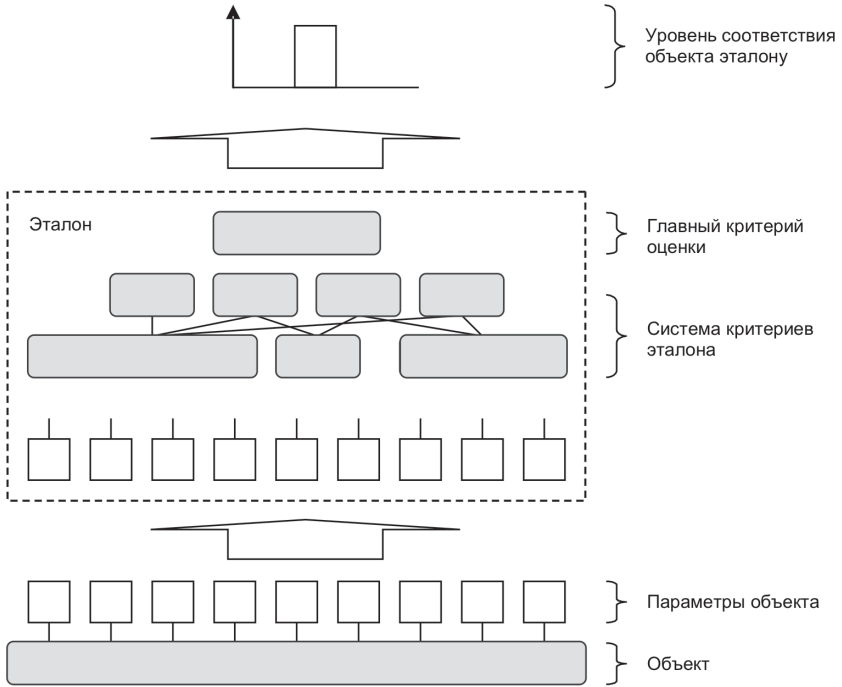 Уровень соответствия
объекта эталону
Эталон
Главный критерий
оценки
Система критериев
эталона
Параметры объекта
Объект